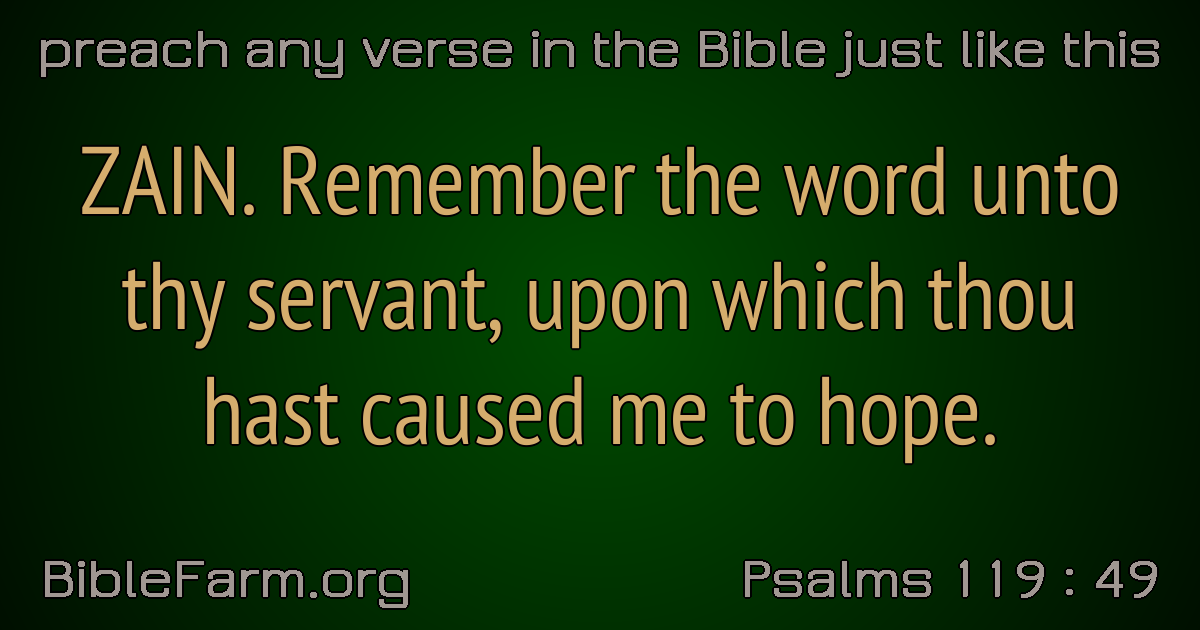 preach any verse in the Bible just like this
ZAIN. Remember the word unto
thy servant, upon which thou
hast caused me to hope.
BibleFarm.org
Psalms 119 : 49